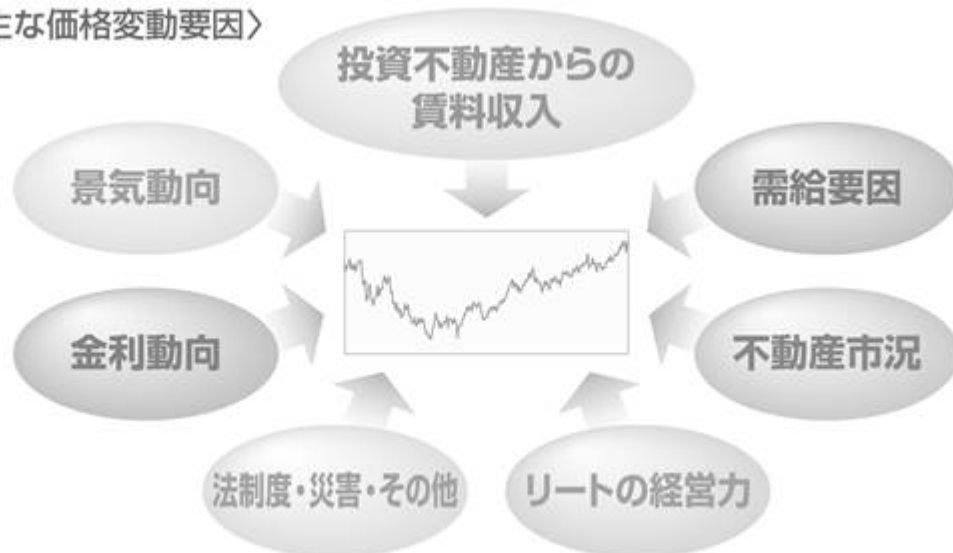 主な価格変動要因〉
投資不動産からの
賃料収入
景気動向
需給要因
金利動向
不動産市況
法制度・災害・その他
リートの経営力